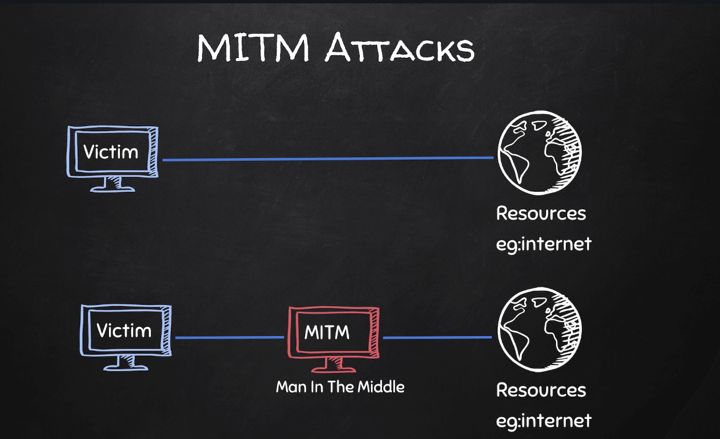 MITM ATTACKS
Victim
Resources
eg:internet
Victim
MITM
Man In The Middle
Resources
eg:internet